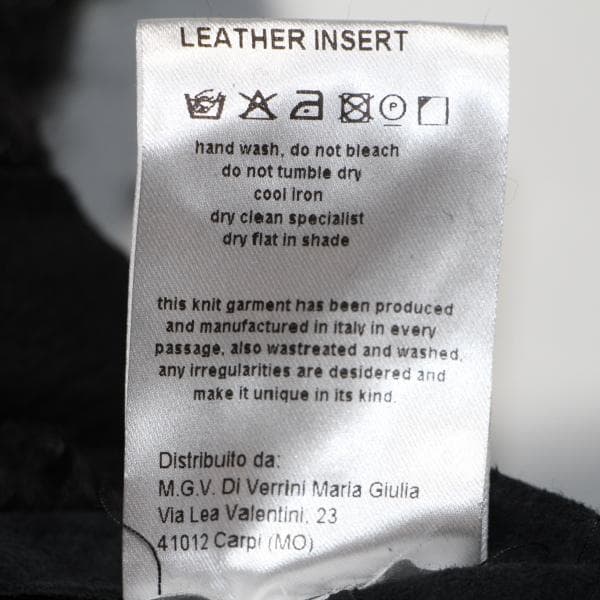 LEATHER INSERT
P
hand wash, do not bleach
do not tumble dry
cool iron
dry clean specialist
dry flat in shade
this knit garment has been produced
and manufactured in italy in every
passage, also wastreated and washed,
any irregularities are desidered and
make it unique in its kind.
Distribuito da:
M.G.V. Di Verrini Maria Giulia
Via Lea Valentini, 23
41012 Carpi (MO)